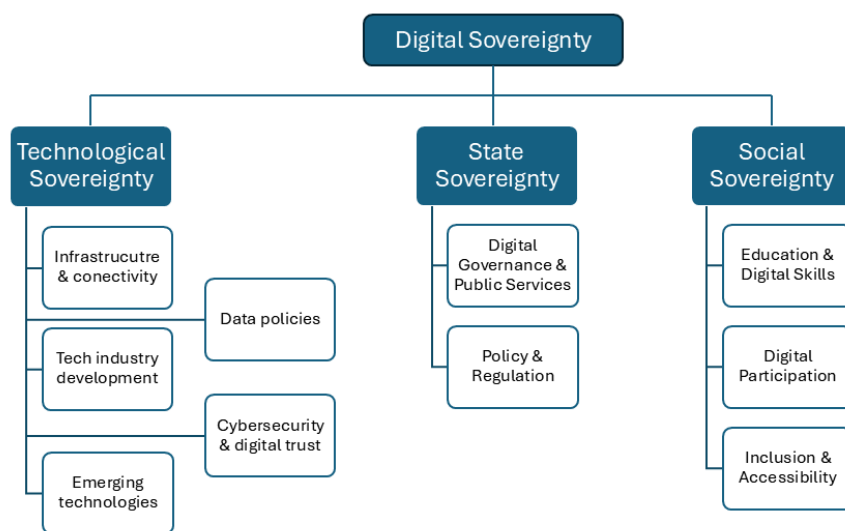 Digital Sovereignty
Technological
Sovereignty
Infrastrucutre
& conectivity
Data policies
Tech industry
development
Cybersecurity
& digital trust
Emerging
technologies
State
Sovereignty
Digital
Governance &
Public Services
Policy &
Regulation
Social
Sovereignty
Education &
Digital Skills
Digital
Participation
Inclusion &
Accessibility